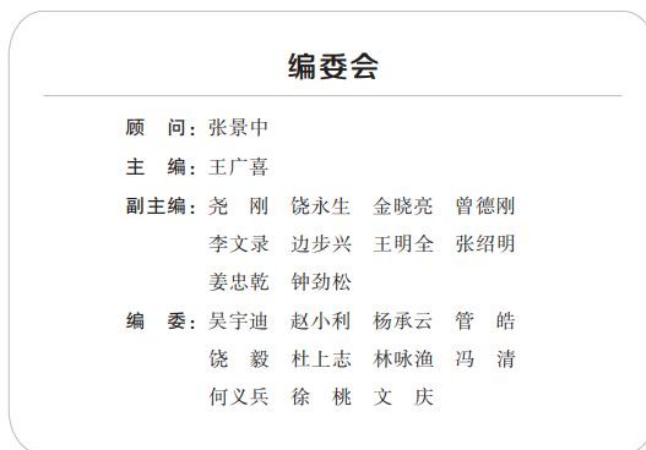 编委会
顾　问：张景中
主　编：王广喜
副主编：尧　刚　饶永生　金晓亮　曾德刚
李文录　边步兴　王明全　张绍明
姜忠乾　钟劲松
编　委：吴宇迪　赵小利　杨承云　管　皓
饶　毅　杜上志　林咏渔　冯　清
何义兵　徐　桃　文　庆